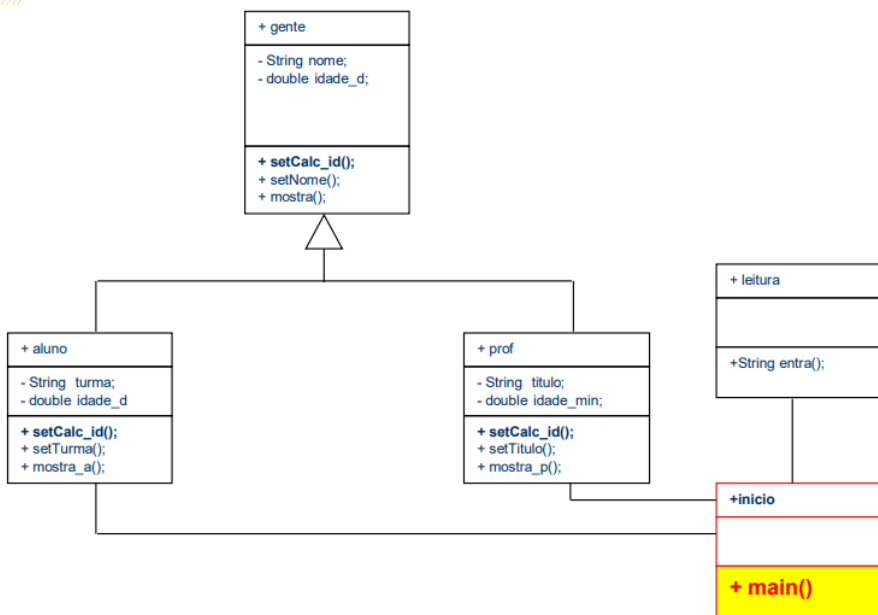 + gente
- String nome;
- double idade_d;
+ setCalc_id();
+ setNome();
+ mostra();
+ leitura
+String entra();
+ aluno
- String turma;
- double idade_d
+ setCalc_id();
+ setTurma();
+ mostra_a();
+ prof
- String titulo;
- double idade_min;
+ setCalc_id();
+ setTitulo();
+ mostra_p();
+inicio
+ main()